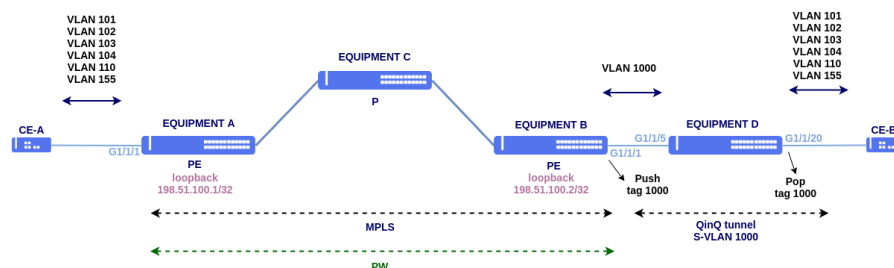 VLAN 101
VLAN 102
VLAN 103
VLAN 104
VLAN 110
VLAN 155
CE-A
G1/1/1
EQUIPMENT A
PE
loopback
198.51.100.1/32
EQUIPMENT C
P
EQUIPMENT B
PE
loopback
198.51.100.2/32
VLAN 1000
G1/1/5
G1/1/1
Push
tag 1000
EQUIPMENT D
G1/1/20
Pop
tag 1000
VLAN 101
VLAN 102
VLAN 103
VLAN 104
VLAN 110
VLAN 155
CE-B
MPLS
QinQ tunnel
S-VLAN 1000
PW